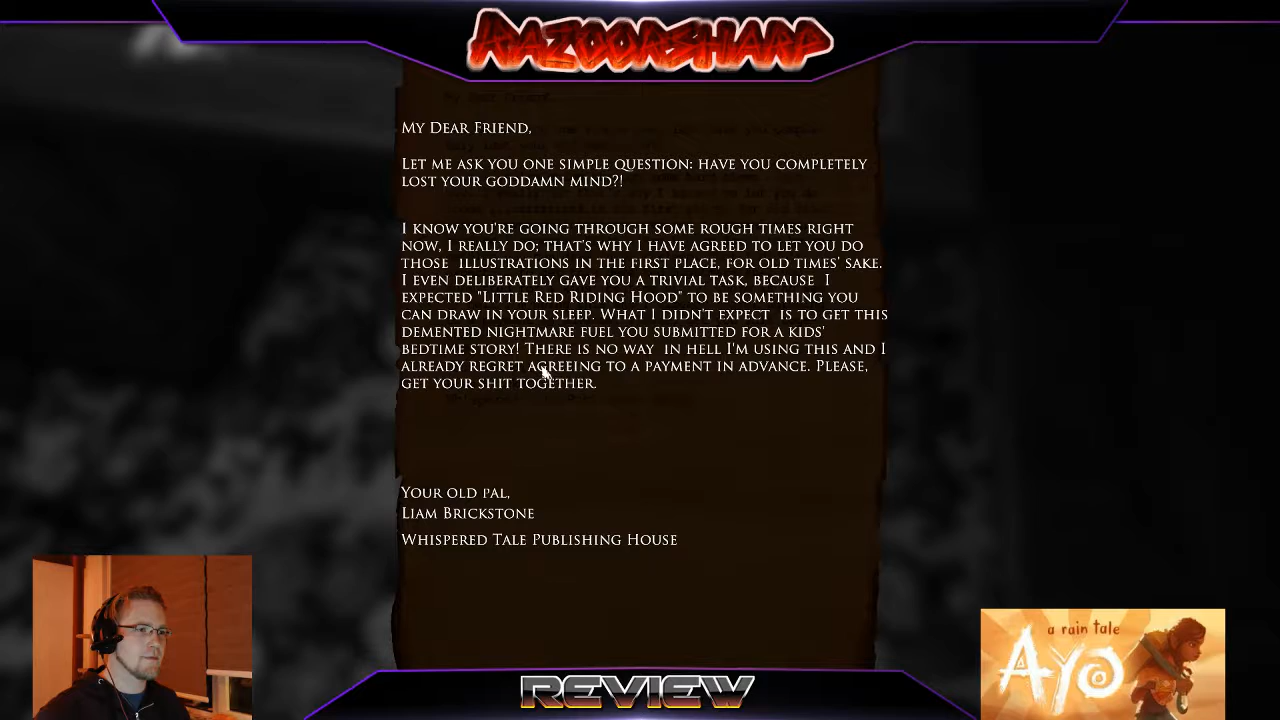 RAZOORSHARP
My Dear Friend,
Let me ask you one simple question: have you completely
lost your goddamn mind?!
I know you're going through some rough times right
now, I really do; that's why I have agreed to let you do
those illustrations in the first place, for old times' sake.
I even deliberately gave you a trivial task, because I
expected "Little Red Riding Hood" to be something you
can draw in your sleep. What I didn't expect is to get this
demented nightmare fuel you submitted for a kids'
bedtime story! There is no way in hell I'm using this and I
already regret agreeing to a payment in advance. Please,
get your shit together.
Your old pal,
Liam Brickstone
Whispered Tale Publishing House
a rain tale
AYO
REVIEW